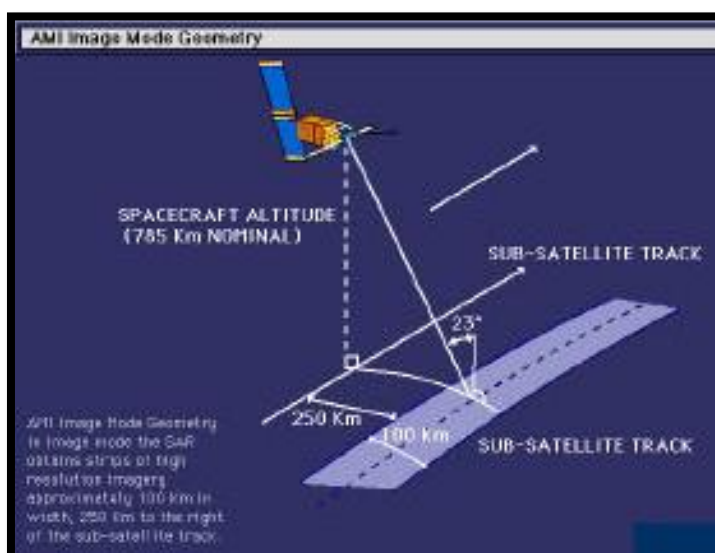 AMI Image Mode Geometry
SPACECRAFT ALTITUDE
(785 Km NOMINAL)
SUB-SATELLITE TRACK
23°
250 Km
100 Km
SUB-SATELLITE TRACK
AMI Image Mode Geometry
In image mode the SAR
obtains strips of high
resolution imagery
approximately 100 km in
width, 250 Km to the right
of the sub-satellite track.